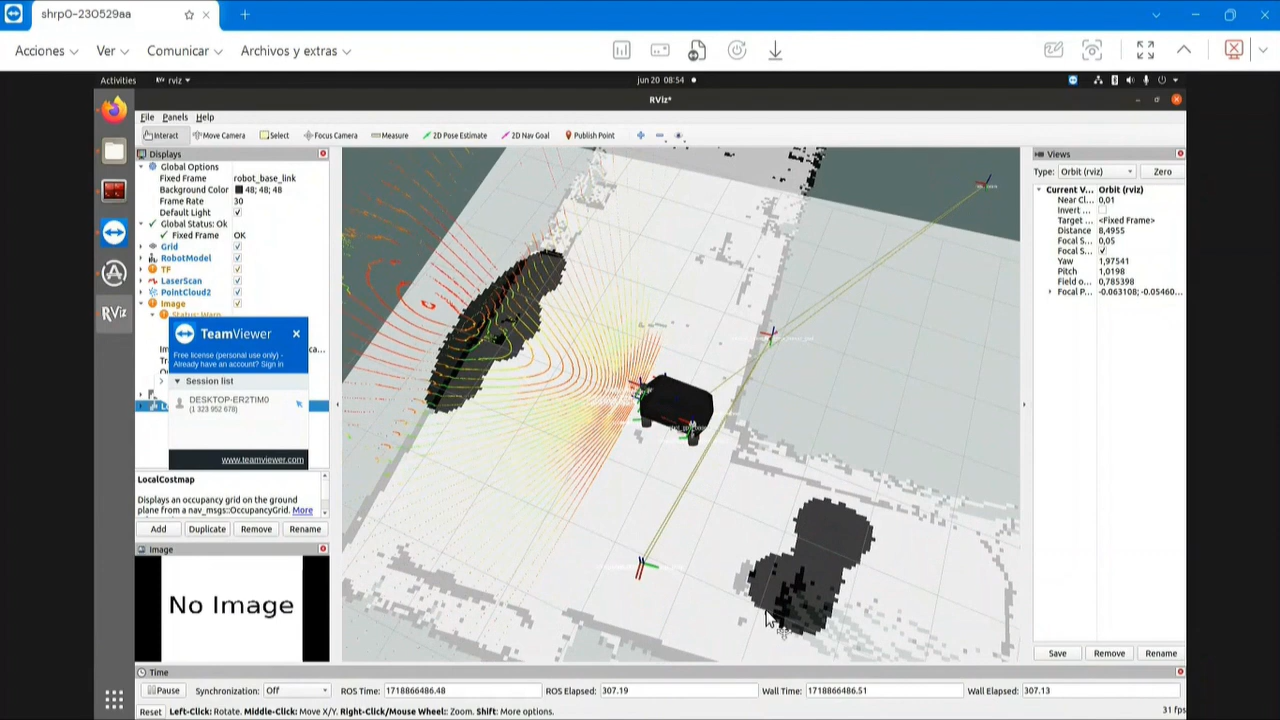 shrp0-230529aa
Acciones
Ver
Comunicar
Archivos y extras
Activities
rviz
jun 20 08:54
RViz*
File Panels Help
Interact
Move Camera
Select
Focus Camera
Measure
2D Pose Estimate
2D Nav Goal
Publish Point
Displays
Global Options
Fixed Frame robot_base_link
Background Color 48; 48; 48
Frame Rate 30
Default Light
Global Status: Ok
Fixed Frame OK
Grid
RobotModel
TF
LaserScan
PointCloud2
Image
Status: Warn
TeamViewer
Free license (personal use only) -
Already have an account? Sign in
Session list
DESKTOP-ER2TIM0
(1 323 952 678)
www.teamviewer.com
LocalCostmap
Displays an occupancy grid on the ground
plane from a nav_msgs::OccupancyGrid. More
Add
Duplicate
Remove
Rename
Image
No Image
Views
Type: Orbit (rviz)
Zero
Current V... Orbit (rviz)
Near Cl... 0,01
Invert ...
Target ... <Fixed Frame>
Distance 8,4955
Focal S... 0,05
Focal S...
Yaw 1,97541
Pitch 1,0198
Field o... 0,785398
Focal P... -0.063108; -0.05460...
Save
Remove
Rename
Time
Pause
Synchronization: Off
ROS Time: 1718866486.48
ROS Elapsed: 307.19
Wall Time: 1718866486.51
Wall Elapsed: 307.13
Reset
Left-Click: Rotate. Middle-Click: Move X/Y. Right-Click/Mouse Wheel:: Zoom. Shift: More options.
31 fps